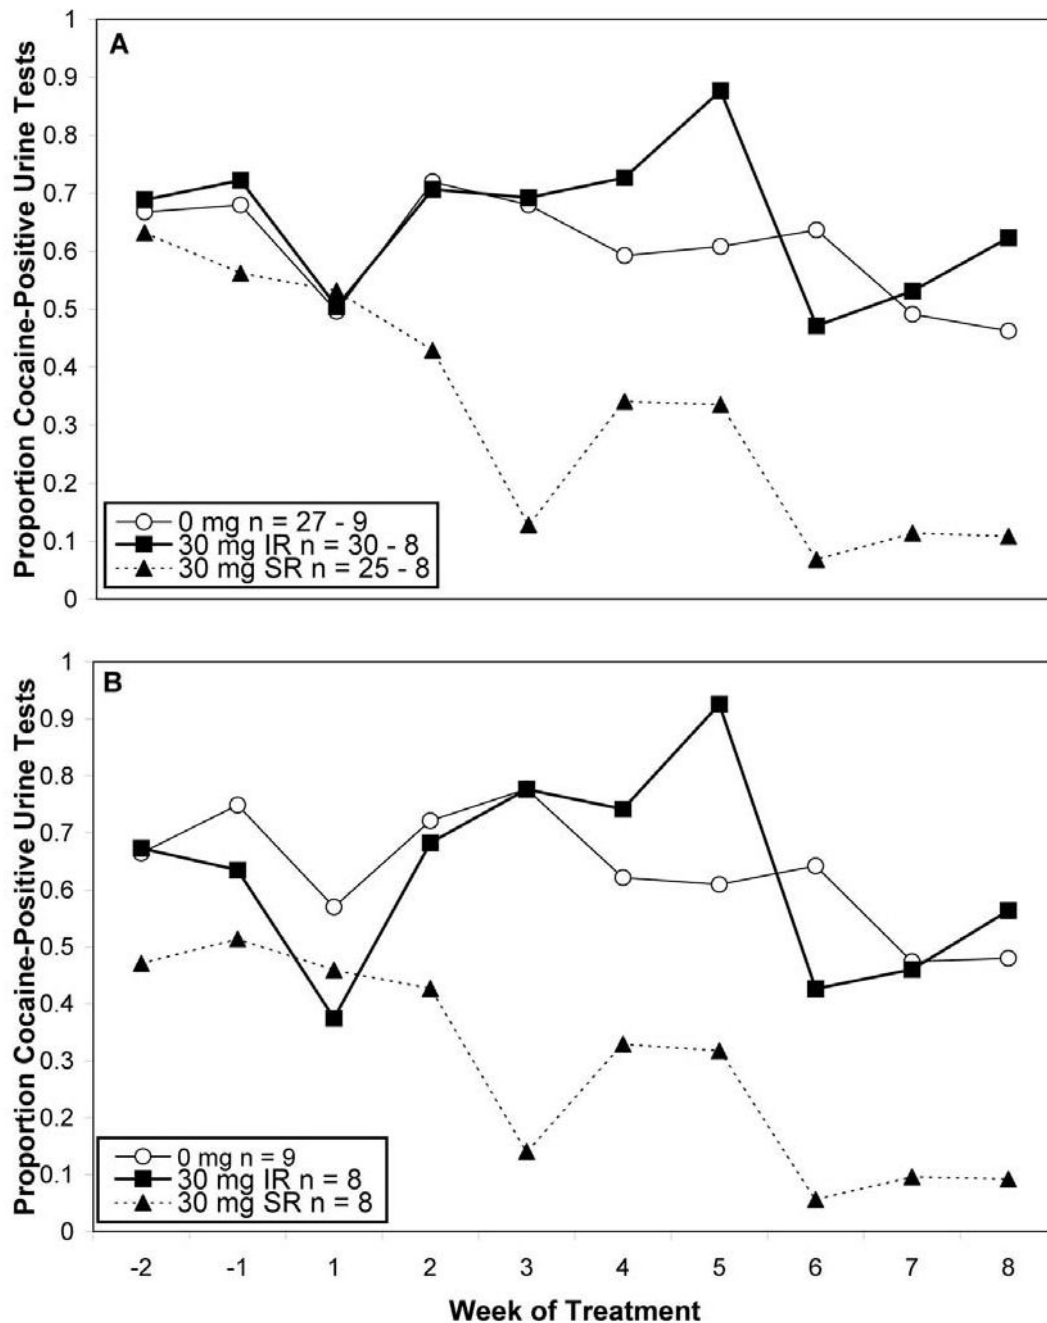 A
Proportion Cocaine-Positive Urine Tests
1
0.9
0.8
0.7
0.6
0.5
0.4
0.3
0.2
0.1
0
0 mg n = 27 - 9
30 mg IR n = 30 - 8
30 mg SR n = 25 - 8
B
Proportion Cocaine-Positive Urine Tests
1
0.9
0.8
0.7
0.6
0.5
0.4
0.3
0.2
0.1
0
0 mg n = 9
30 mg IR n = 8
30 mg SR n = 8
-2 -1 1 2 3 4 5 6 7 8
Week of Treatment